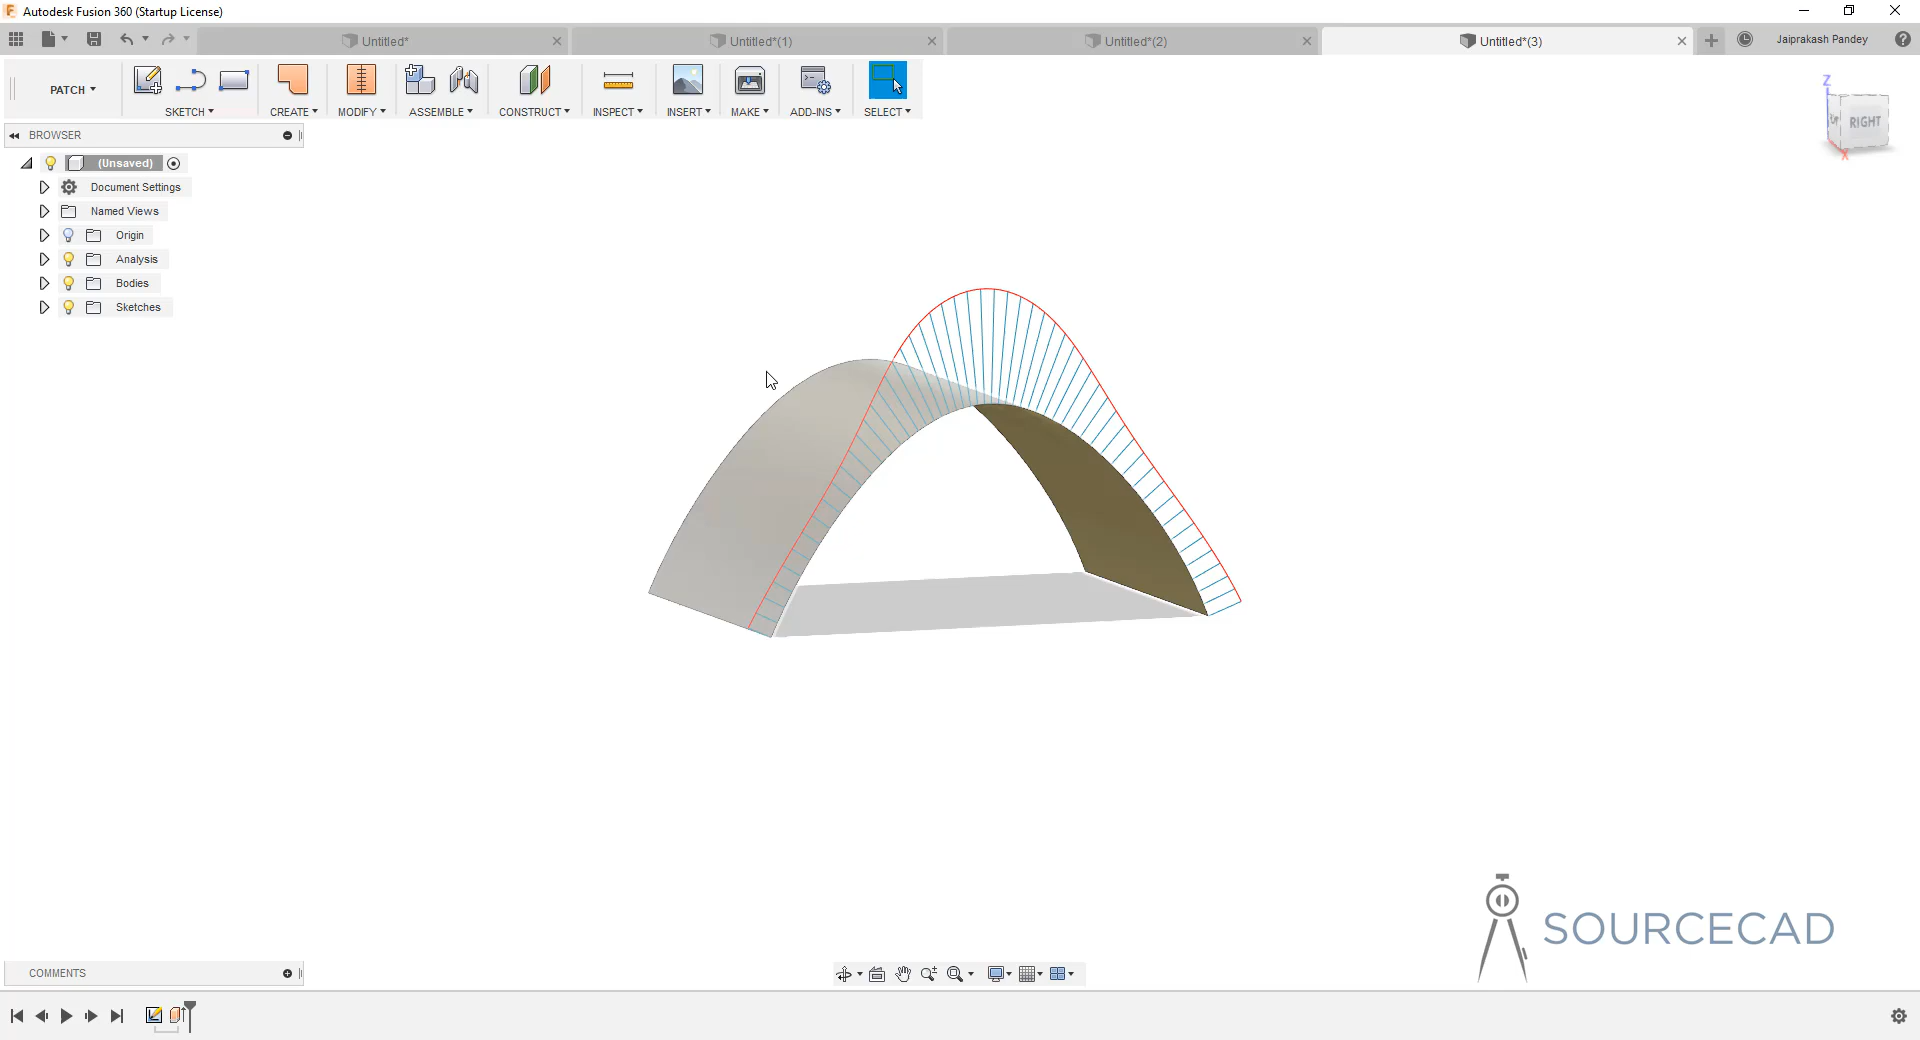 Autodesk Fusion 360 (Startup License)
Untitled*
Untitled*(1)
Untitled*(2)
Untitled*(3)
Jaiprakash Pandey
PATCH
SKETCH
CREATE
MODIFY
ASSEMBLE
CONSTRUCT
INSPECT
INSERT
MAKE
ADD-INS
SELECT
Z
RIGHT
X
BROWSER
(Unsaved)
Document Settings
Named Views
Origin
Analysis
Bodies
Sketches
SOURCECAD
COMMENTS